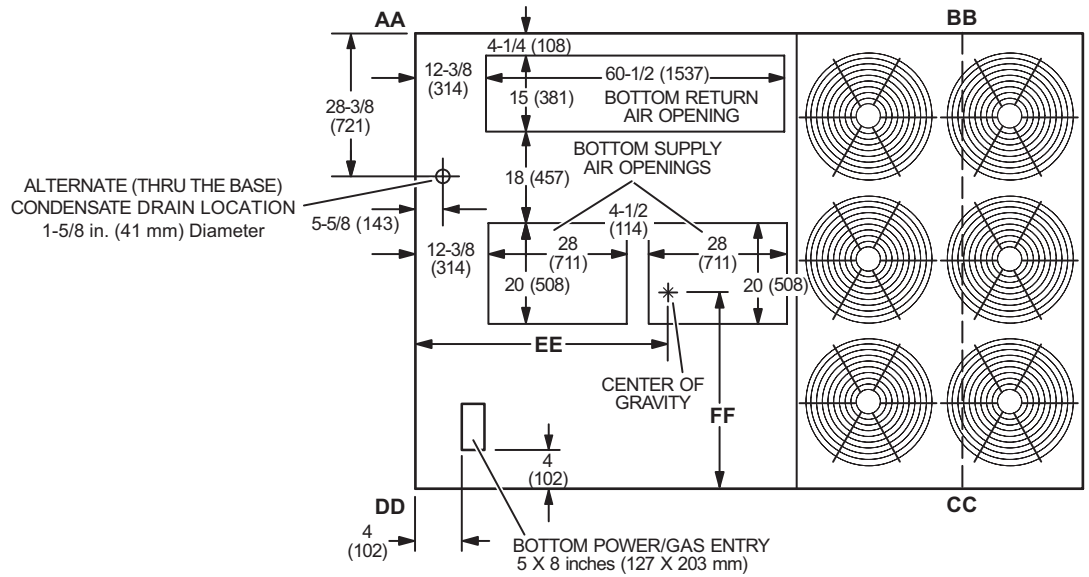 AA
BB
4-1/4 (108)
12-3/8
(314)
60-1/2 (1537)
15 (381)
BOTTOM RETURN
AIR OPENING
28-3/8
(721)
BOTTOM SUPPLY
AIR OPENINGS
18 (457)
ALTERNATE (THRU THE BASE)
CONDENSATE DRAIN LOCATION
1-5/8 in. (41 mm) Diameter
5-5/8 (143)
4-1/2
(114)
12-3/8
(314)
28
(711)
28
(711)
20 (508)
20 (508)
EE
CENTER OF
GRAVITY
FF
4
(102)
DD
CC
4
(102)
BOTTOM POWER/GAS ENTRY
5 X 8 inches (127 X 203 mm)